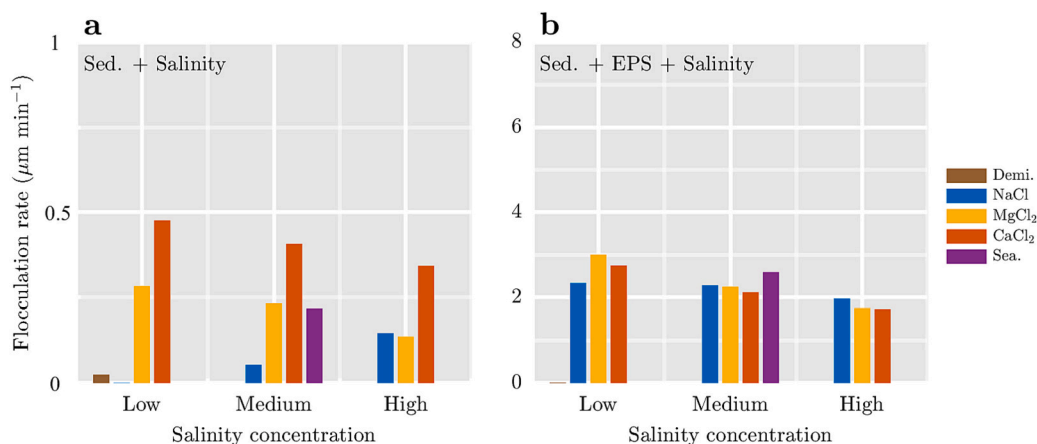 a
b
Sed. + Salinity
Sed. + EPS + Salinity
Flocculation rate (μm min⁻¹)
1
0.5
0
8
6
4
2
0
Low Medium High
Low Medium High
Salinity concentration
Salinity concentration
Demi.
NaCl
MgCl₂
CaCl₂
Sea.